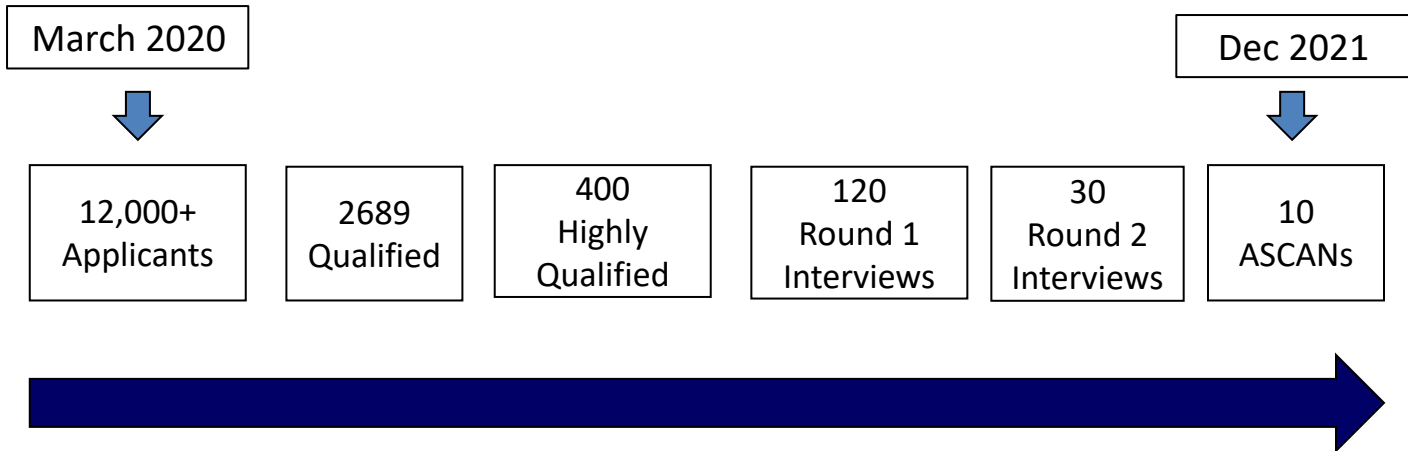 March 2020
Dec 2021
12,000+
Applicants
2689
Qualified
400
Highly
Qualified
120
Round 1
Interviews
30
Round 2
Interviews
10
ASCANs